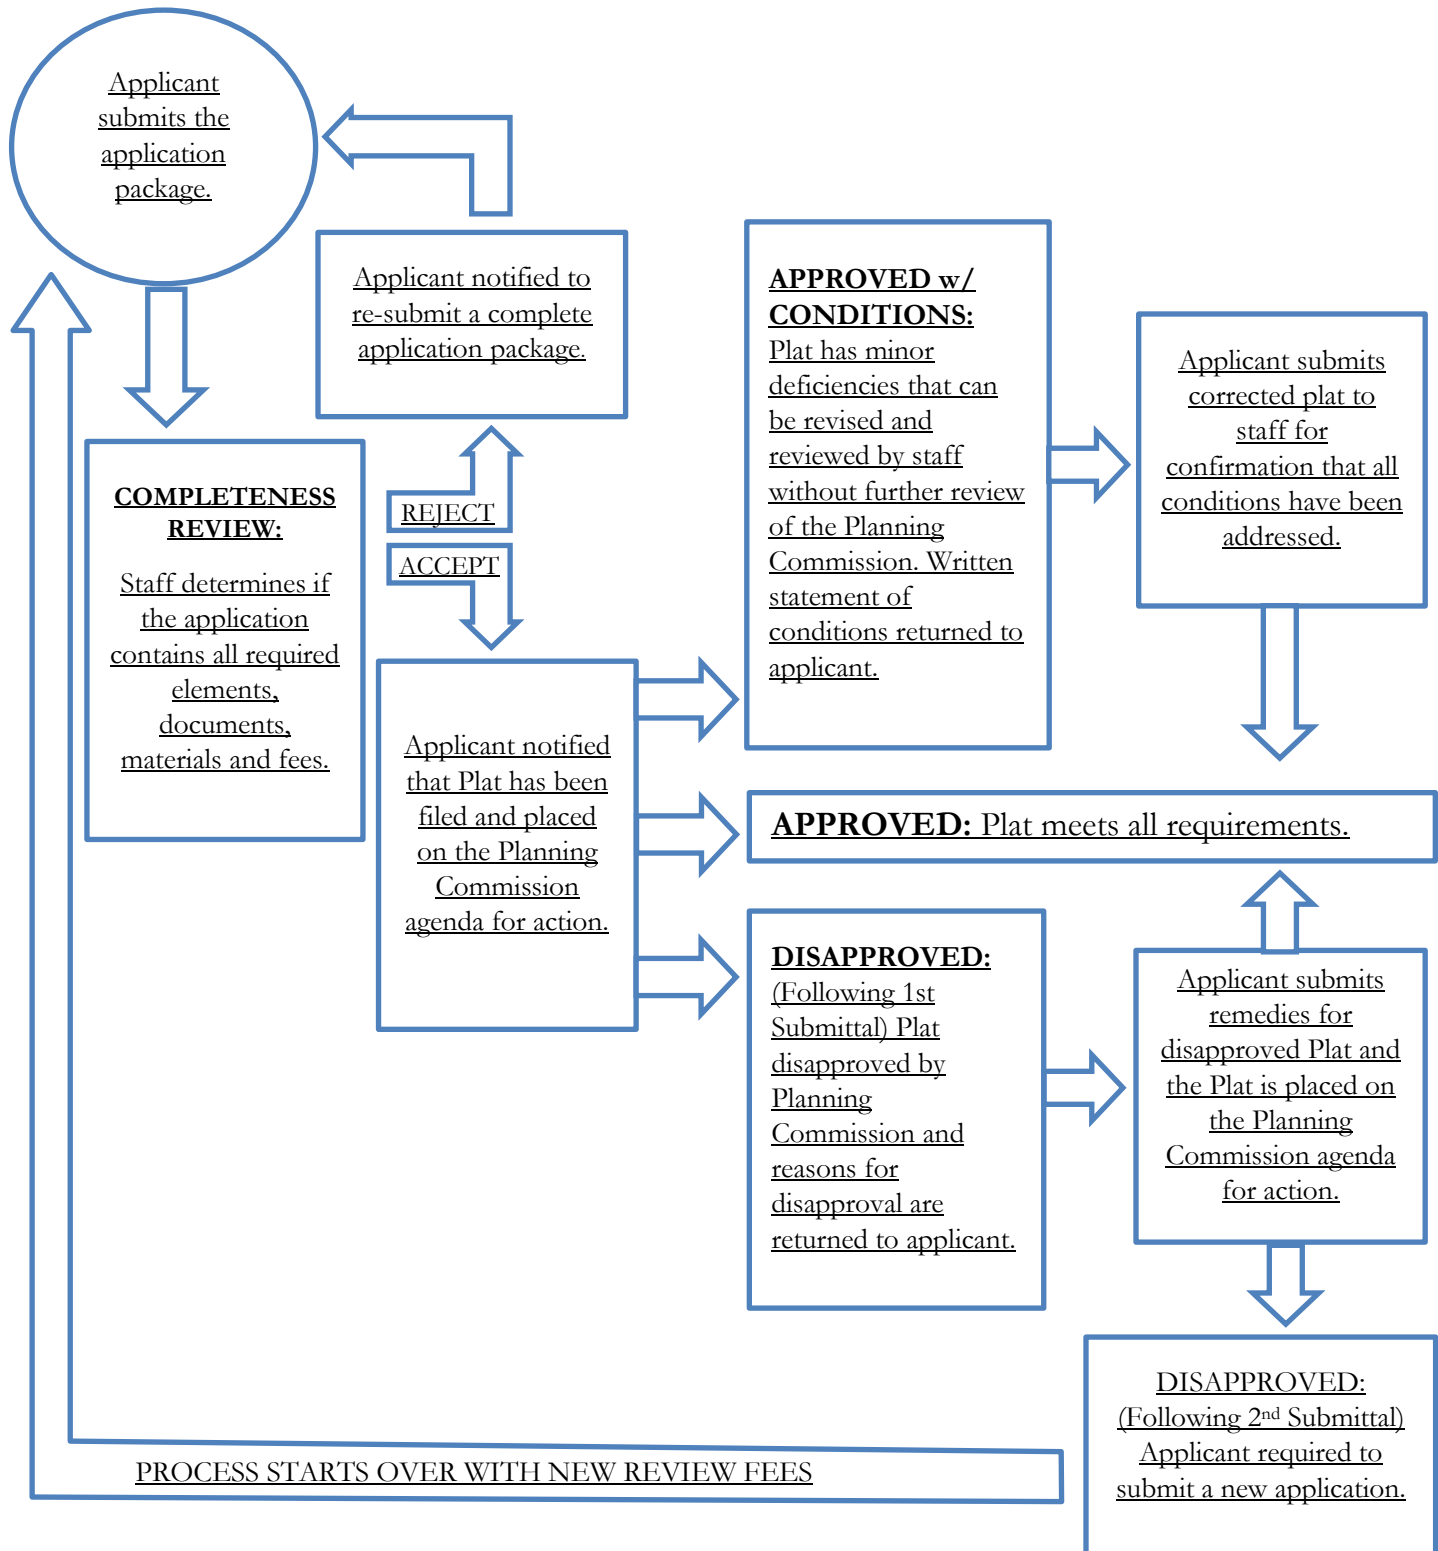 Applicant
submits the
application
package.
Applicant notified to
re-submit a complete
application package.
COMPLETENESS
REVIEW:
Staff determines if
the application
contains all required
elements,
documents,
materials and fees.
REJECT
ACCEPT
Applicant notified
that Plat has been
filed and placed
on the Planning
Commission
agenda for action.
APPROVED w/
CONDITIONS:
Plat has minor
deficiencies that can
be revised and
reviewed by staff
without further review
of the Planning
Commission. Written
statement of
conditions returned to
applicant.
Applicant submits
corrected plat to
staff for
confirmation that all
conditions have been
addressed.
APPROVED: Plat meets all requirements.
DISAPPROVED:
(Following 1st
Submittal) Plat
disapproved by
Planning
Commission and
reasons for
disapproval are
returned to applicant.
Applicant submits
remedies for
disapproved Plat and
the Plat is placed on
the Planning
Commission agenda
for action.
DISAPPROVED:
(Following 2nd Submittal)
Applicant required to
submit a new application.
PROCESS STARTS OVER WITH NEW REVIEW FEES